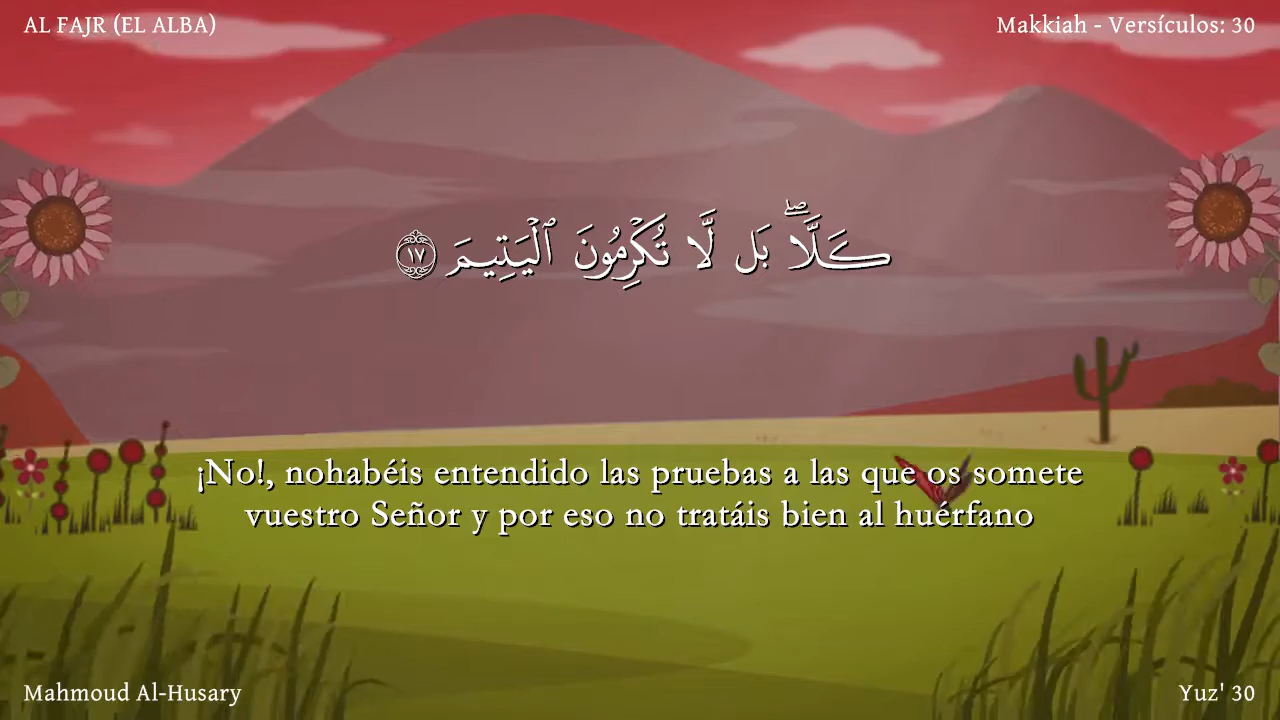 AL FAJR (EL ALBA)
Makkiah - Versículos: 30
كَلَّاۖ بَل لَّا تُكْرِمُونَ ٱلْيَتِيمَ ١٧
¡No!, nohabéis entendido las pruebas a las que os somete
vuestro Señor y por eso no tratáis bien al huérfano
Mahmoud Al-Husary
Yuz' 30